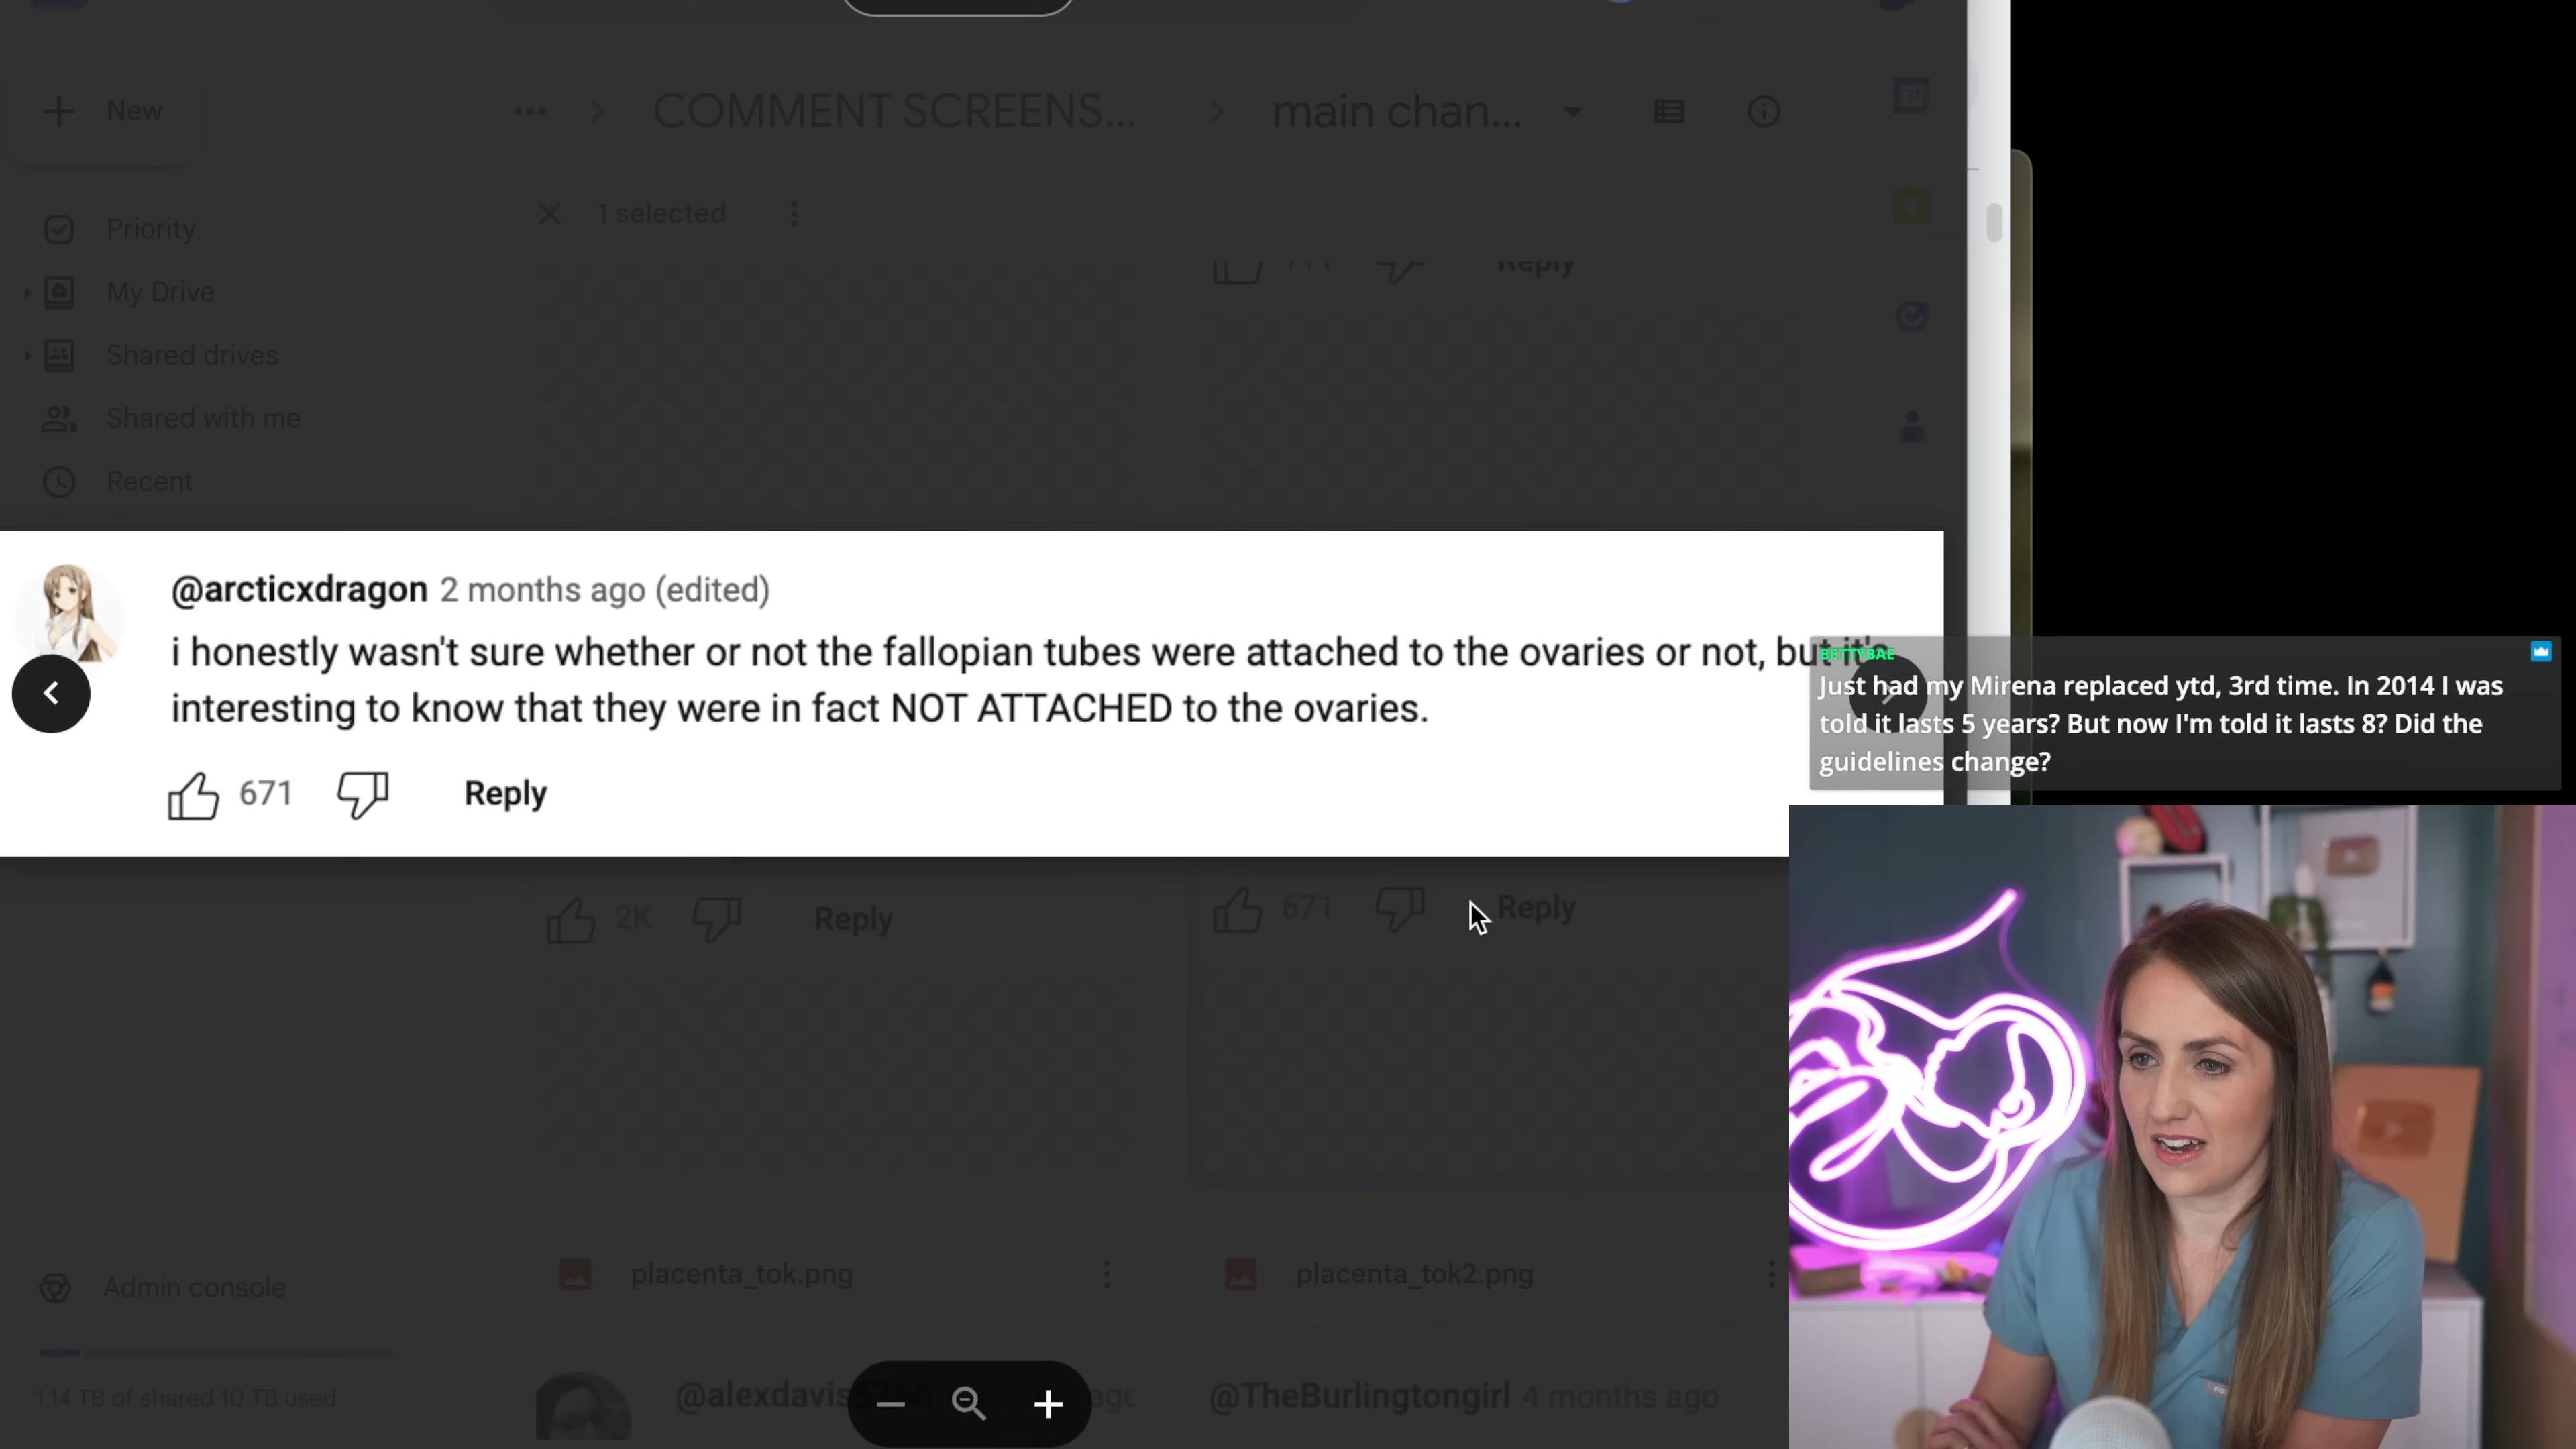 New
COMMENT SCREENS...
main chan...
1 selected
Priority
My Drive
Shared drives
Shared with me
Recent
Reply
@arcticxdragon 2 months ago (edited)
i honestly wasn't sure whether or not the fallopian tubes were attached to the ovaries or not, but it's
interesting to know that they were in fact NOT ATTACHED to the ovaries.
671
Reply
BETTYBAE
Just had my Mirena replaced ytd, 3rd time. In 2014 I was
told it lasts 5 years? But now I'm told it lasts 8? Did the
guidelines change?
2K
Reply
671
Reply
placenta_tok.png
placenta_tok2.png
Admin console
1.14 TB of shared 10 TB used
@TheBurlingtongirl 4 months ago